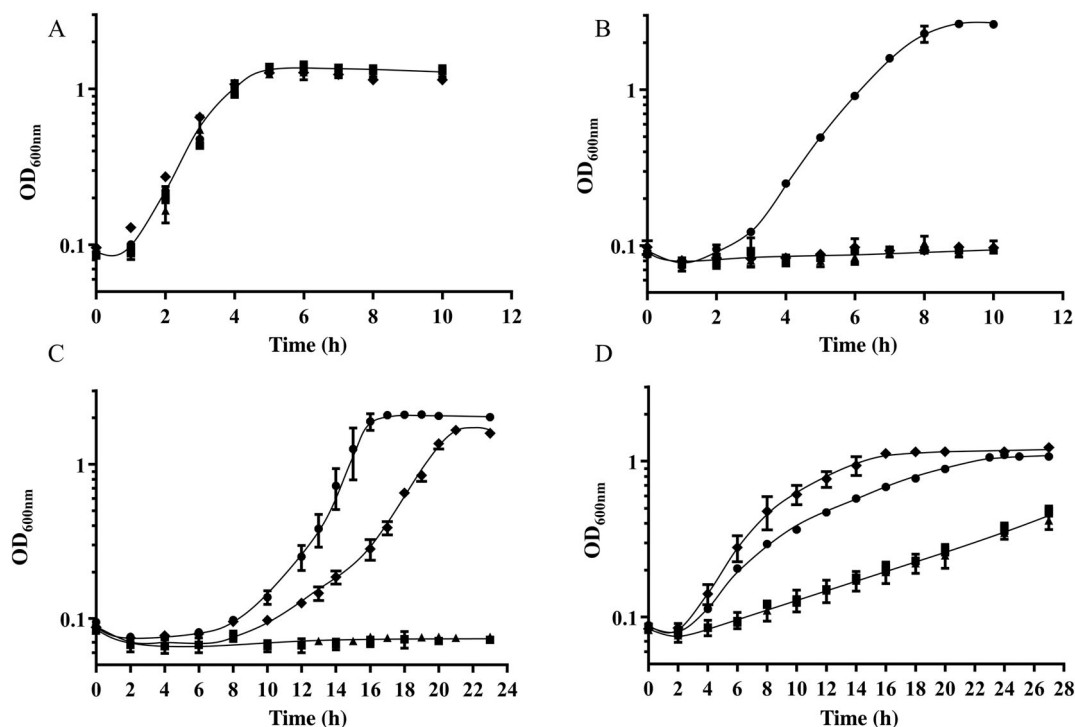 A
OD600nm
1
0.1
0 2 4 6 8 10 12
Time (h)
B
OD600nm
1
0.1
0 2 4 6 8 10 12
Time (h)
C
OD600nm
1
0.1
0 2 4 6 8 10 12 14 16 18 20 22 24
Time (h)
D
OD600nm
1
0.1
0 2 4 6 8 10 12 14 16 18 20 22 24 26 28
Time (h)